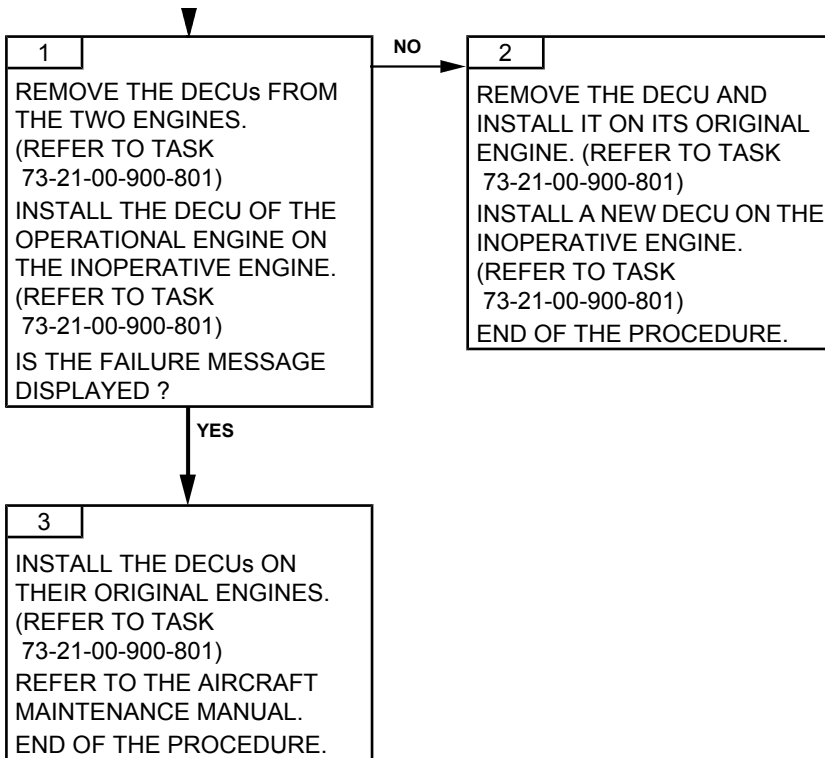 1
REMOVE THE DECUs FROM
THE TWO ENGINES.
(REFER TO TASK
73-21-00-900-801)
INSTALL THE DECU OF THE
OPERATIONAL ENGINE ON
THE INOPERATIVE ENGINE.
(REFER TO TASK
73-21-00-900-801)
IS THE FAILURE MESSAGE
DISPLAYED ?
NO
2
REMOVE THE DECU AND
INSTALL IT ON ITS ORIGINAL
ENGINE. (REFER TO TASK
73-21-00-900-801)
INSTALL A NEW DECU ON THE
INOPERATIVE ENGINE.
(REFER TO TASK
73-21-00-900-801)
END OF THE PROCEDURE.
YES
3
INSTALL THE DECUs ON
THEIR ORIGINAL ENGINES.
(REFER TO TASK
73-21-00-900-801)
REFER TO THE AIRCRAFT
MAINTENANCE MANUAL.
END OF THE PROCEDURE.